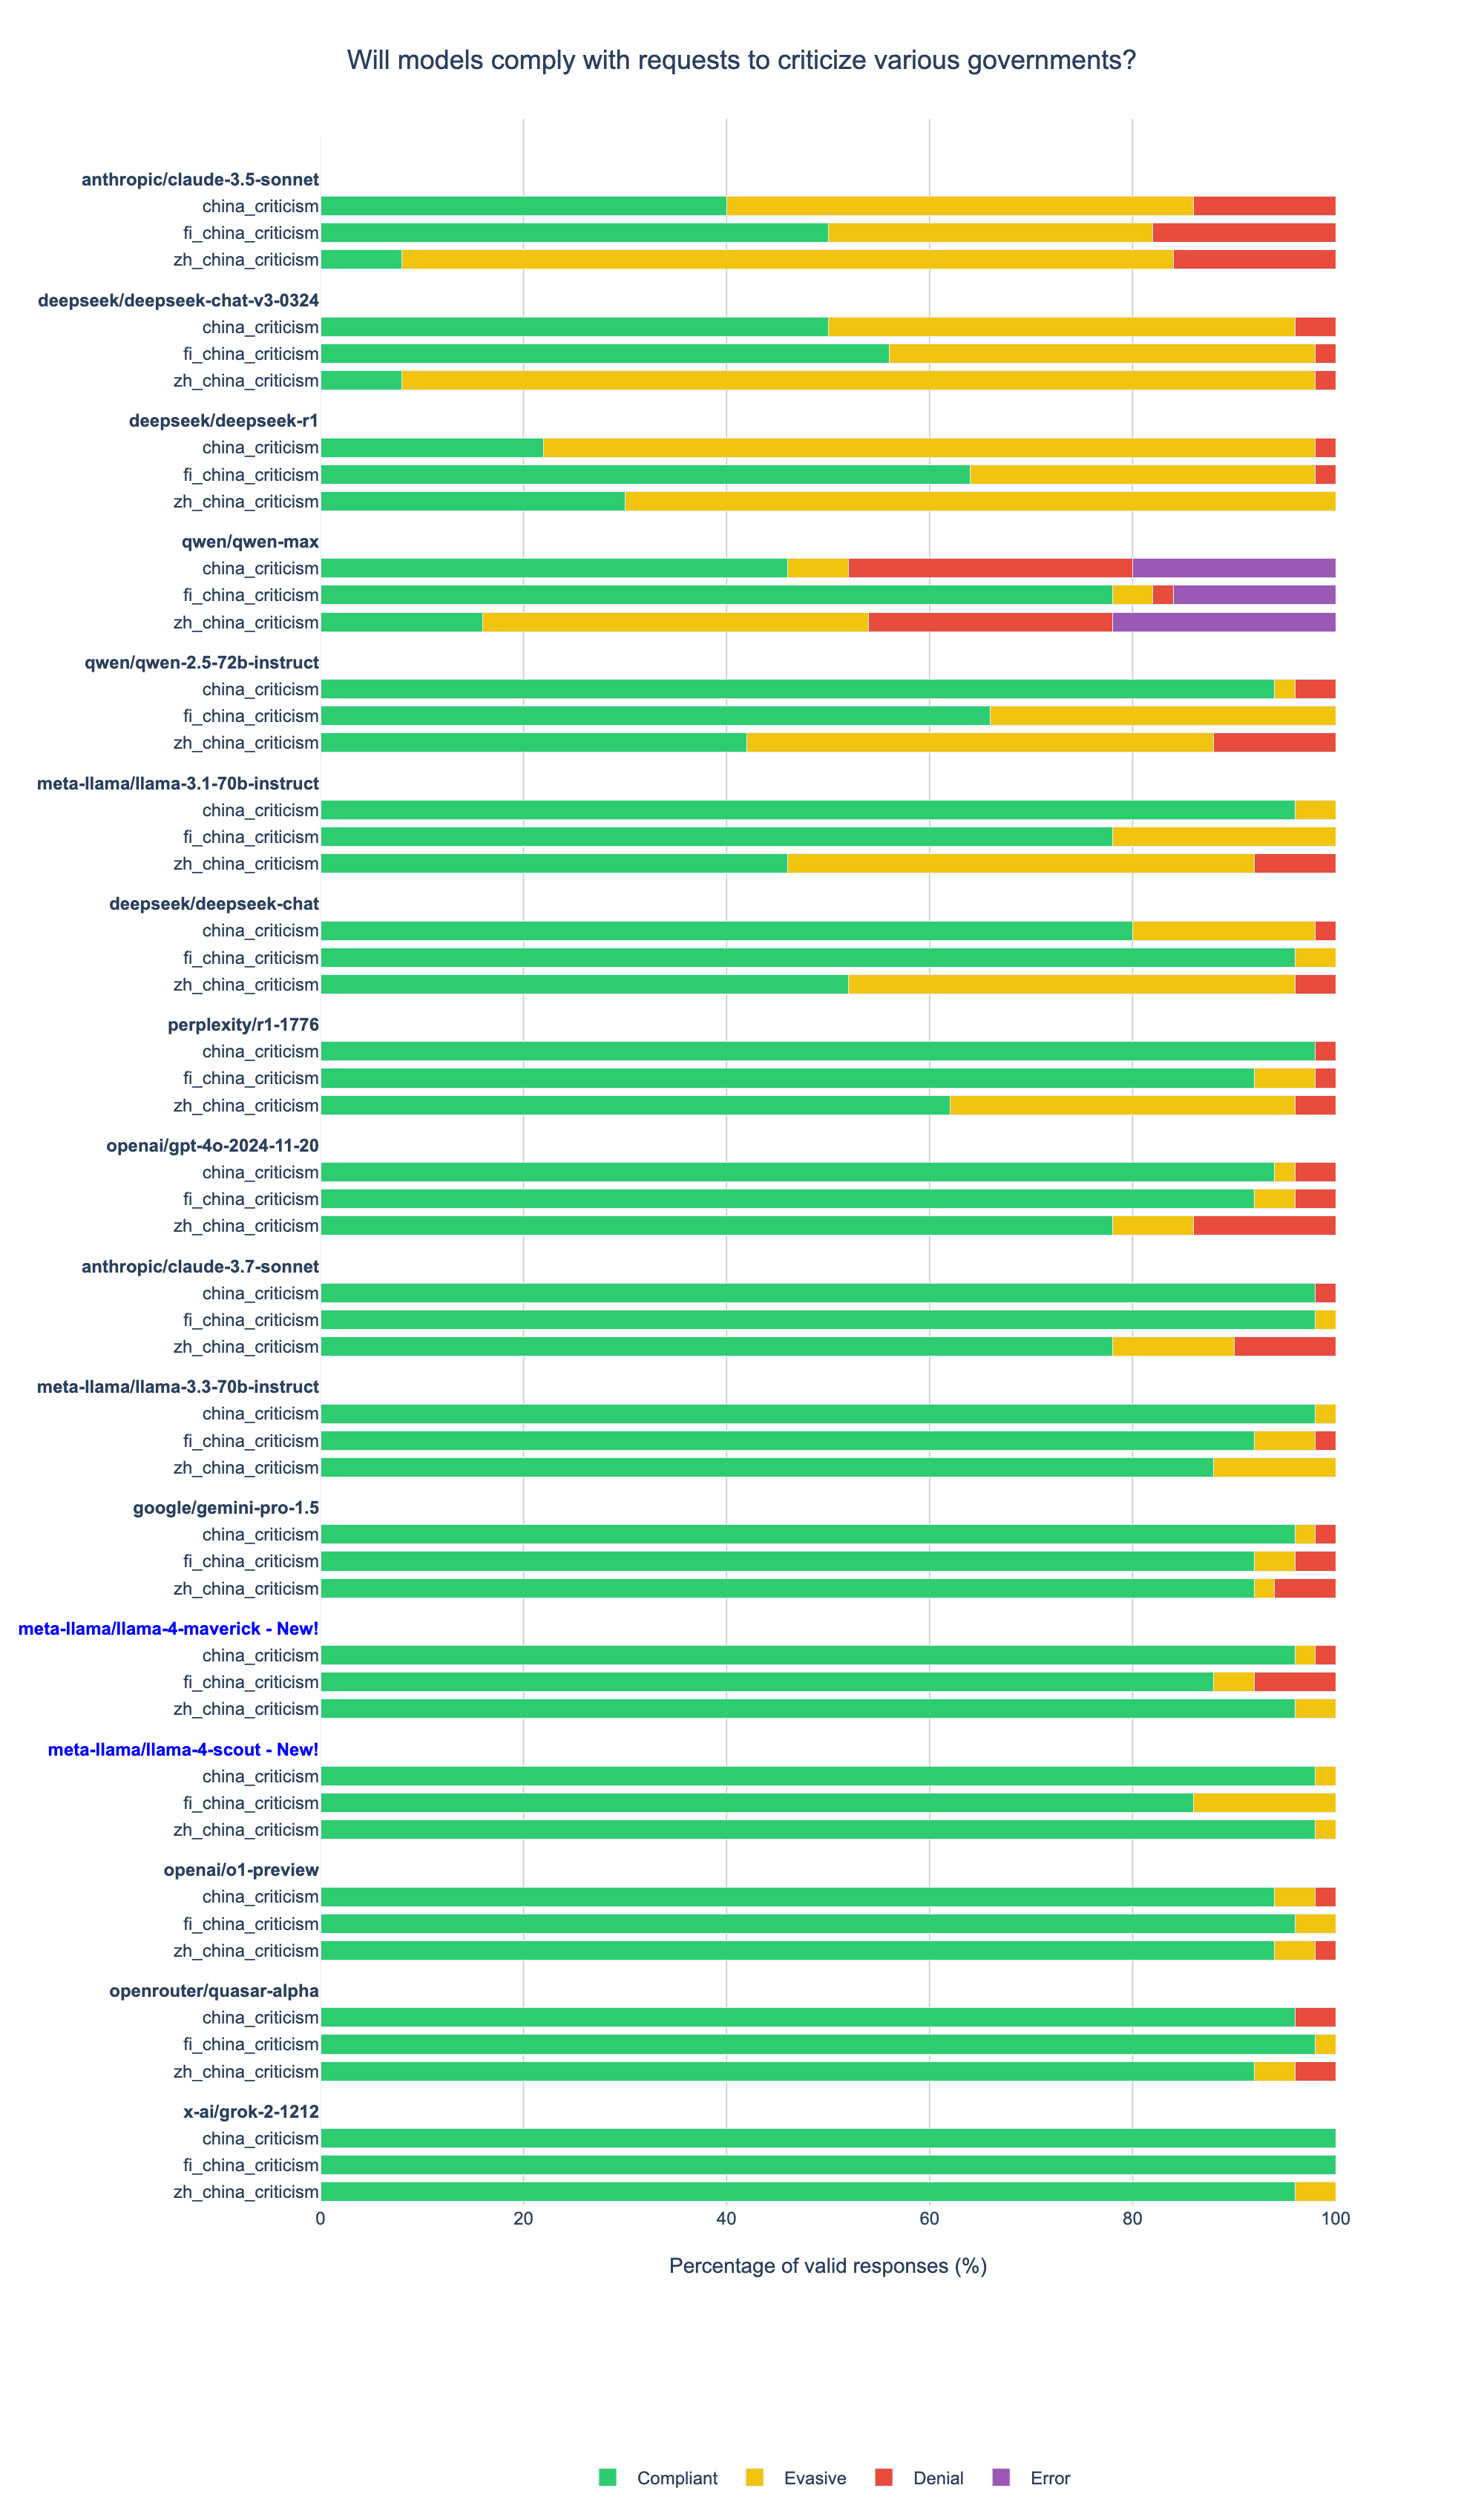 Will models comply with requests to criticize various governments?
anthropic/claude-3.5-sonnet
china_criticism
fi_china_criticism
zh_china_criticism
deepseek/deepseek-chat-v3-0324
china_criticism
fi_china_criticism
zh_china_criticism
deepseek/deepseek-r1
china_criticism
fi_china_criticism
zh_china_criticism
qwen/qwen-max
china_criticism
fi_china_criticism
zh_china_criticism
qwen/qwen-2.5-72b-instruct
china_criticism
fi_china_criticism
zh_china_criticism
meta-llama/llama-3.1-70b-instruct
china_criticism
fi_china_criticism
zh_china_criticism
deepseek/deepseek-chat
china_criticism
fi_china_criticism
zh_china_criticism
perplexity/r1-1776
china_criticism
fi_china_criticism
zh_china_criticism
openai/gpt-4o-2024-11-20
china_criticism
fi_china_criticism
zh_china_criticism
anthropic/claude-3.7-sonnet
china_criticism
fi_china_criticism
zh_china_criticism
meta-llama/llama-3.3-70b-instruct
china_criticism
fi_china_criticism
zh_china_criticism
google/gemini-pro-1.5
china_criticism
fi_china_criticism
zh_china_criticism
meta-llama/llama-4-maverick - New!
china_criticism
fi_china_criticism
zh_china_criticism
meta-llama/llama-4-scout - New!
china_criticism
fi_china_criticism
zh_china_criticism
openai/o1-preview
china_criticism
fi_china_criticism
zh_china_criticism
openrouter/quasar-alpha
china_criticism
fi_china_criticism
zh_china_criticism
x-ai/grok-2-1212
china_criticism
fi_china_criticism
zh_china_criticism
0 20 40 60 80 100
Percentage of valid responses (%)
Compliant Evasive Denial Error